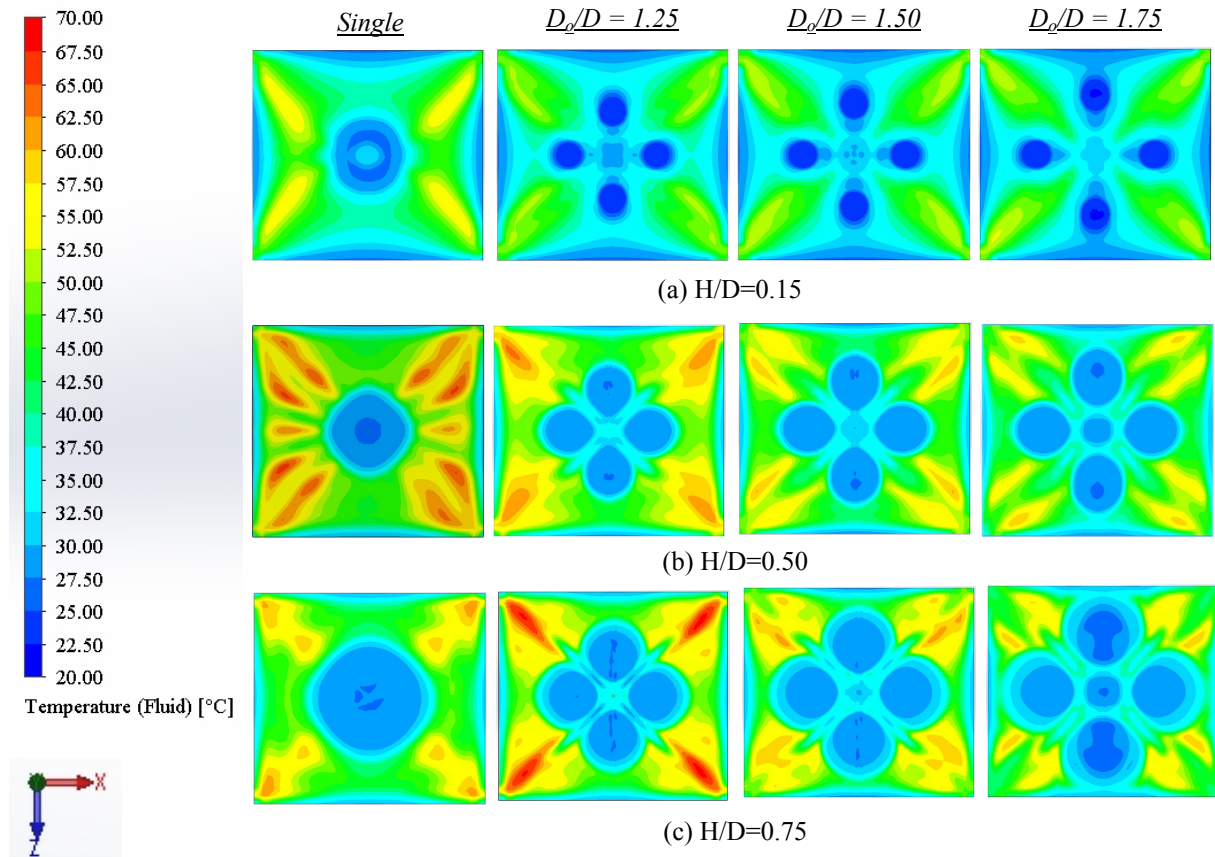 Single
Do/D = 1.25
Do/D = 1.50
Do/D = 1.75
70.00
67.50
65.00
62.50
60.00
57.50
55.00
52.50
50.00
47.50
45.00
42.50
40.00
37.50
35.00
32.50
30.00
27.50
25.00
22.50
20.00
Temperature (Fluid) [°C]
X
Z
(a) H/D=0.15
(b) H/D=0.50
(c) H/D=0.75